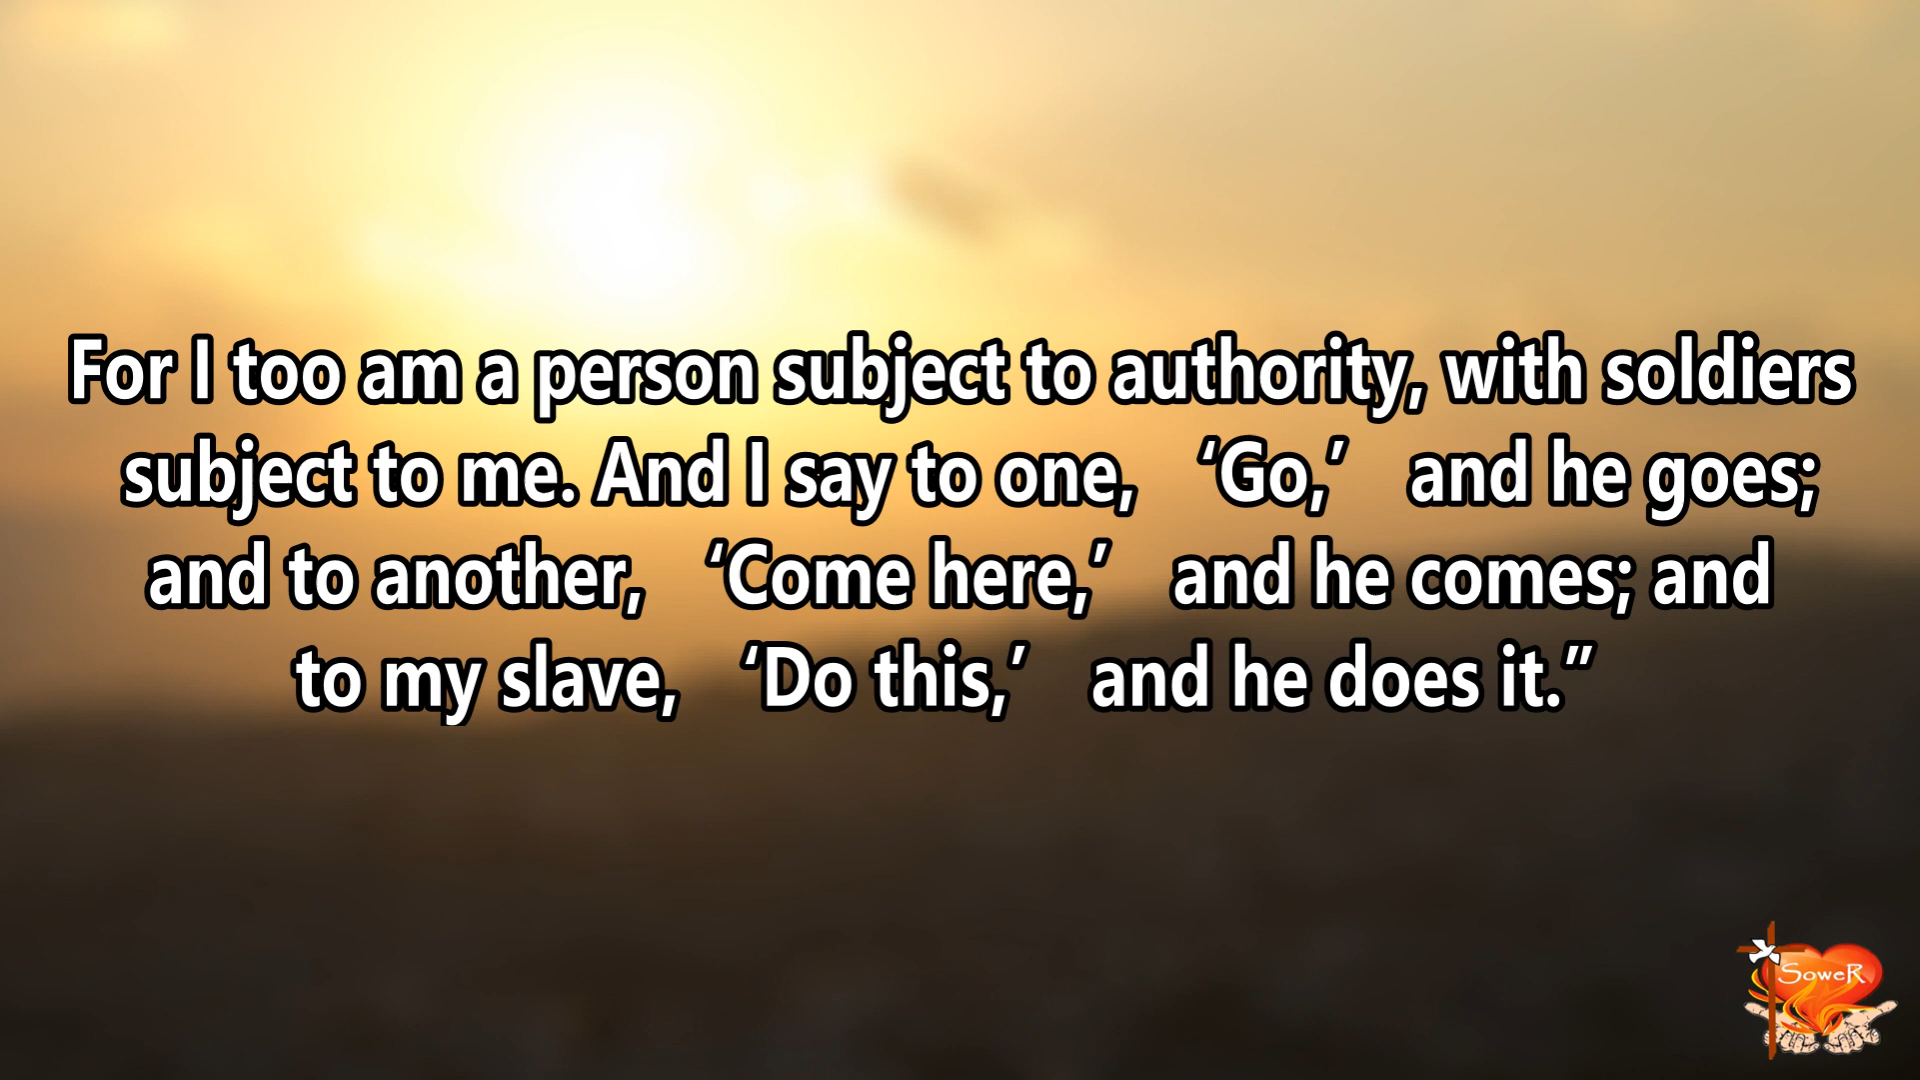 For I too am a person subject to authority, with soldiers
subject to me. And I say to one, ‘Go,’ and he goes;
and to another, ‘Come here,’ and he comes; and
to my slave, ‘Do this,’ and he does it.”
SoweR